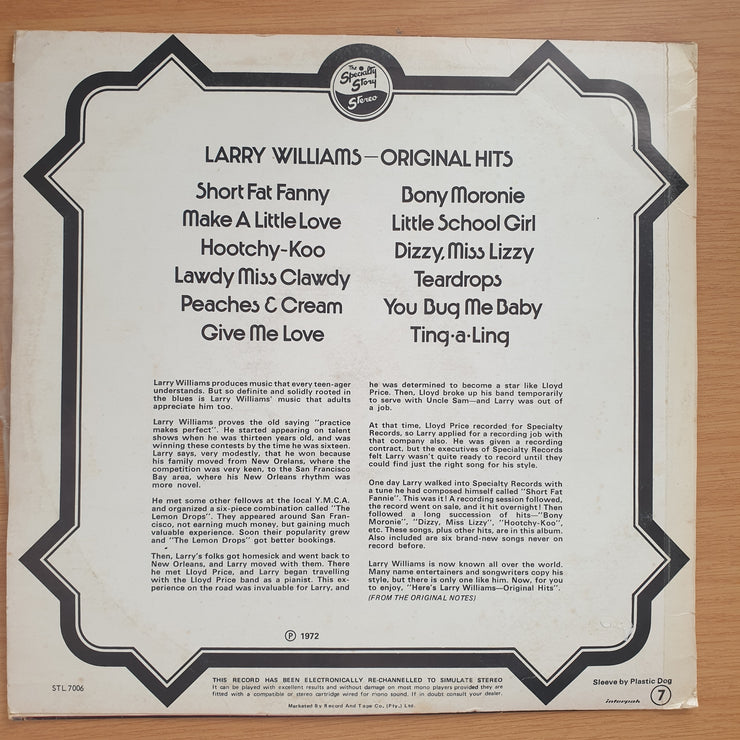 The
Specialty
Story
Stereo
LARRY WILLIAMS—ORIGINAL HITS
Short Fat Fanny
Make A Little Love
Hootchy-Koo
Lawdy Miss Clawdy
Peaches & Cream
Give Me Love
Bony Moronie
Little School Girl
Dizzy, Miss Lizzy
Teardrops
You Bug Me Baby
Ting-a-Ling
Larry Williams produces music that every teen-ager
understands. But so definite and solidly rooted in
the blues is Larry Williams' music that adults
appreciate him too.
Larry Williams proves the old saying "practice
makes perfect". He started appearing on talent
shows when he was thirteen years old, and was
winning these contests by the time he was sixteen.
Larry says, very modestly, that he won because
his family moved from New Orelans, where the
competition was very keen, to the San Francisco
Bay area, where his New Orleans rhythm was
more novel.
He met some other fellows at the local Y.M.C.A.
and organized a six-piece combination called "The
Lemon Drops". They appeared around San Fran-
cisco, not earning much money, but gaining much
valuable experience. Soon their popularity grew
and "The Lemon Drops" got better bookings.
Then, Larry's folks got homesick and went back to
New Orleans, and Larry moved with them. There
he met Lloyd Price, and Larry began travelling
with the Lloyd Price band as a pianist. This ex-
perience on the road was invaluable for Larry, and
he was determined to become a star like Lloyd
Price. Then, Lloyd broke up his band temporarily
to serve with Uncle Sam—and Larry was out of
a job.
At that time, Lloyd Price recorded for Specialty
Records, so Larry applied for a recording job with
that company also. He was given a recording
contract, but the executives of Specialty Records
felt Larry wasn't quite ready to record until they
could find just the right song for his style.
One day Larry walked into Specialty Records with
a tune he had composed himself called "Short Fat
Fannie". This was it! A recording session followed,
the record went on sale, and it hit overnight! Then
followed a long succession of hits—"Bony
Moronie", "Dizzy, Miss Lizzy", "Hootchy-Koo",
etc. These songs, plus other hits, are in this album.
Also included are six brand-new songs never on
record before.
Larry Williams is now known all over the world.
Many name entertainers and songwriters copy his
style, but there is only one like him. Now, for you
to enjoy, "Here's Larry Williams—Original Hits".
(FROM THE ORIGINAL NOTES)
Ⓟ 1972
STL 7006
THIS RECORD HAS BEEN ELECTRONICALLY RE-CHANNELLED TO SIMULATE STEREO
It can be played with excellent results and without damage on most mono players provided they are
fitted with a compatible or stereo cartridge wired for mono sound. If in doubt consult your dealer.
Marketed By Record And Tape Co, (Pty.) Ltd.
Sleeve by Plastic Dog
interpak
7